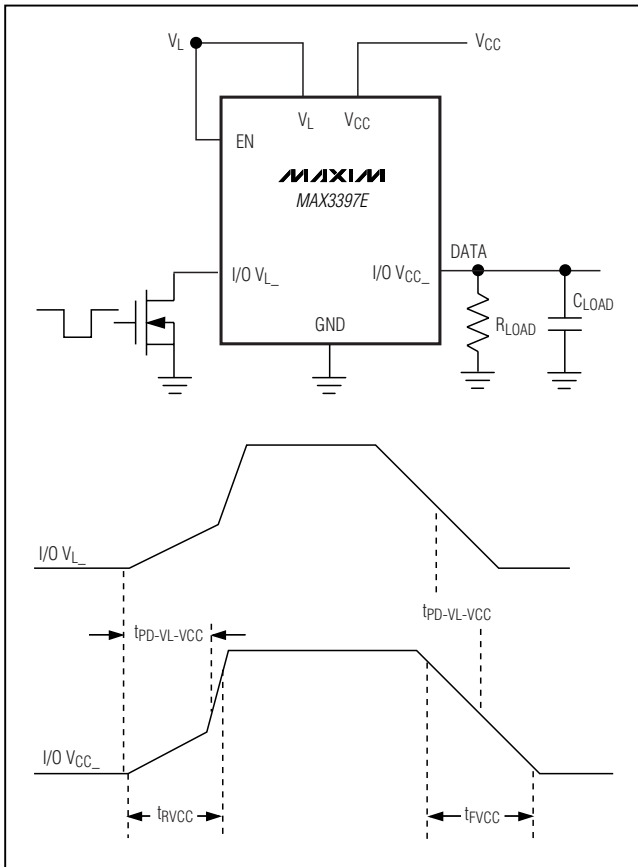 VL VCC
VL VCC
EN
MAXIM
MAX3397E
DATA
I/O VL_ I/O VCC_
CLOAD
RLOAD
GND
I/O VL_
tPD-VL-VCC
tPD-VL-VCC
I/O VCC_
tRVCC tFVCC